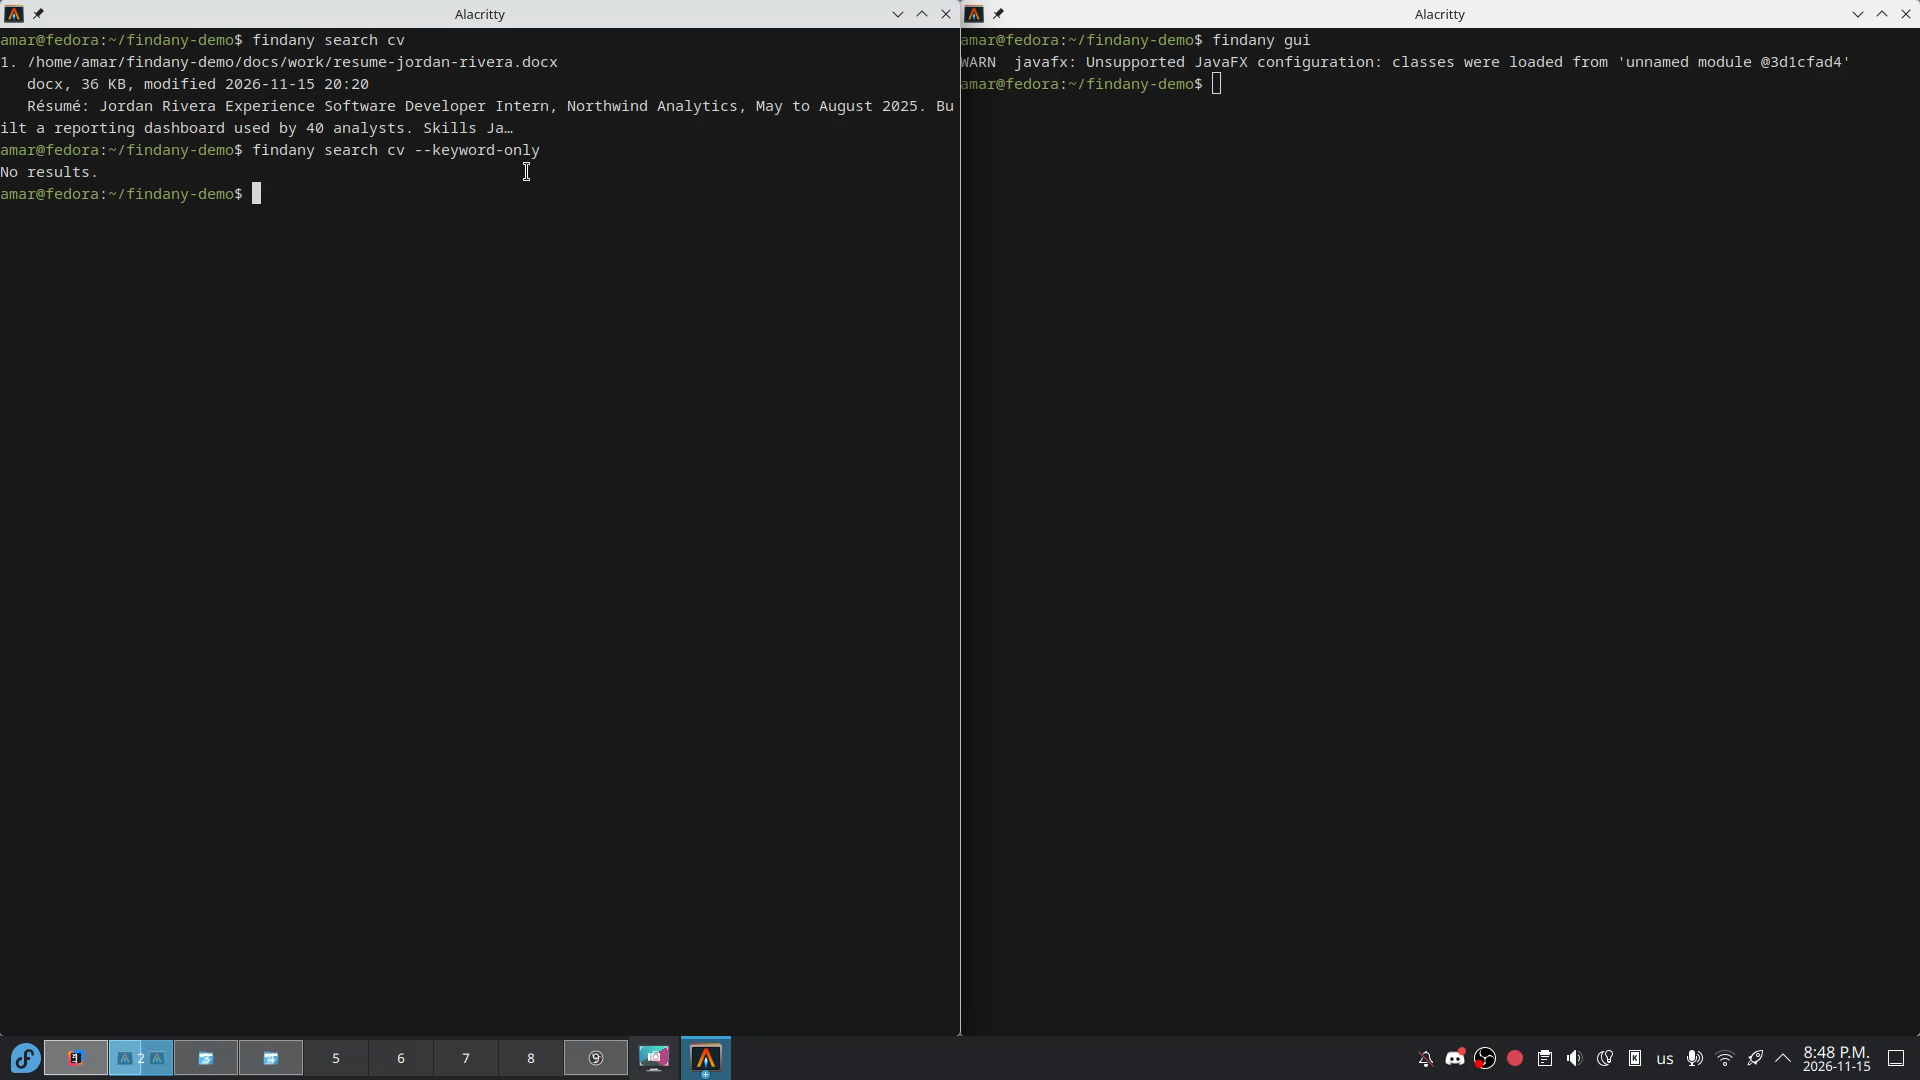 Alacritty
amar@fedora:~/findany-demo$ findany search cv
1. /home/amar/findany-demo/docs/work/resume-jordan-rivera.docx
docx, 36 KB, modified 2026-11-15 20:20
Résumé: Jordan Rivera Experience Software Developer Intern, Northwind Analytics, May to August 2025. Bu
ilt a reporting dashboard used by 40 analysts. Skills Ja…
amar@fedora:~/findany-demo$ findany search cv --keyword-only
No results.
amar@fedora:~/findany-demo$
Alacritty
amar@fedora:~/findany-demo$ findany gui
WARN  javafx: Unsupported JavaFX configuration: classes were loaded from 'unnamed module @3d1cfad4'
amar@fedora:~/findany-demo$
2 5 6 7 8 9
us
8:48 P.M.
2026-11-15